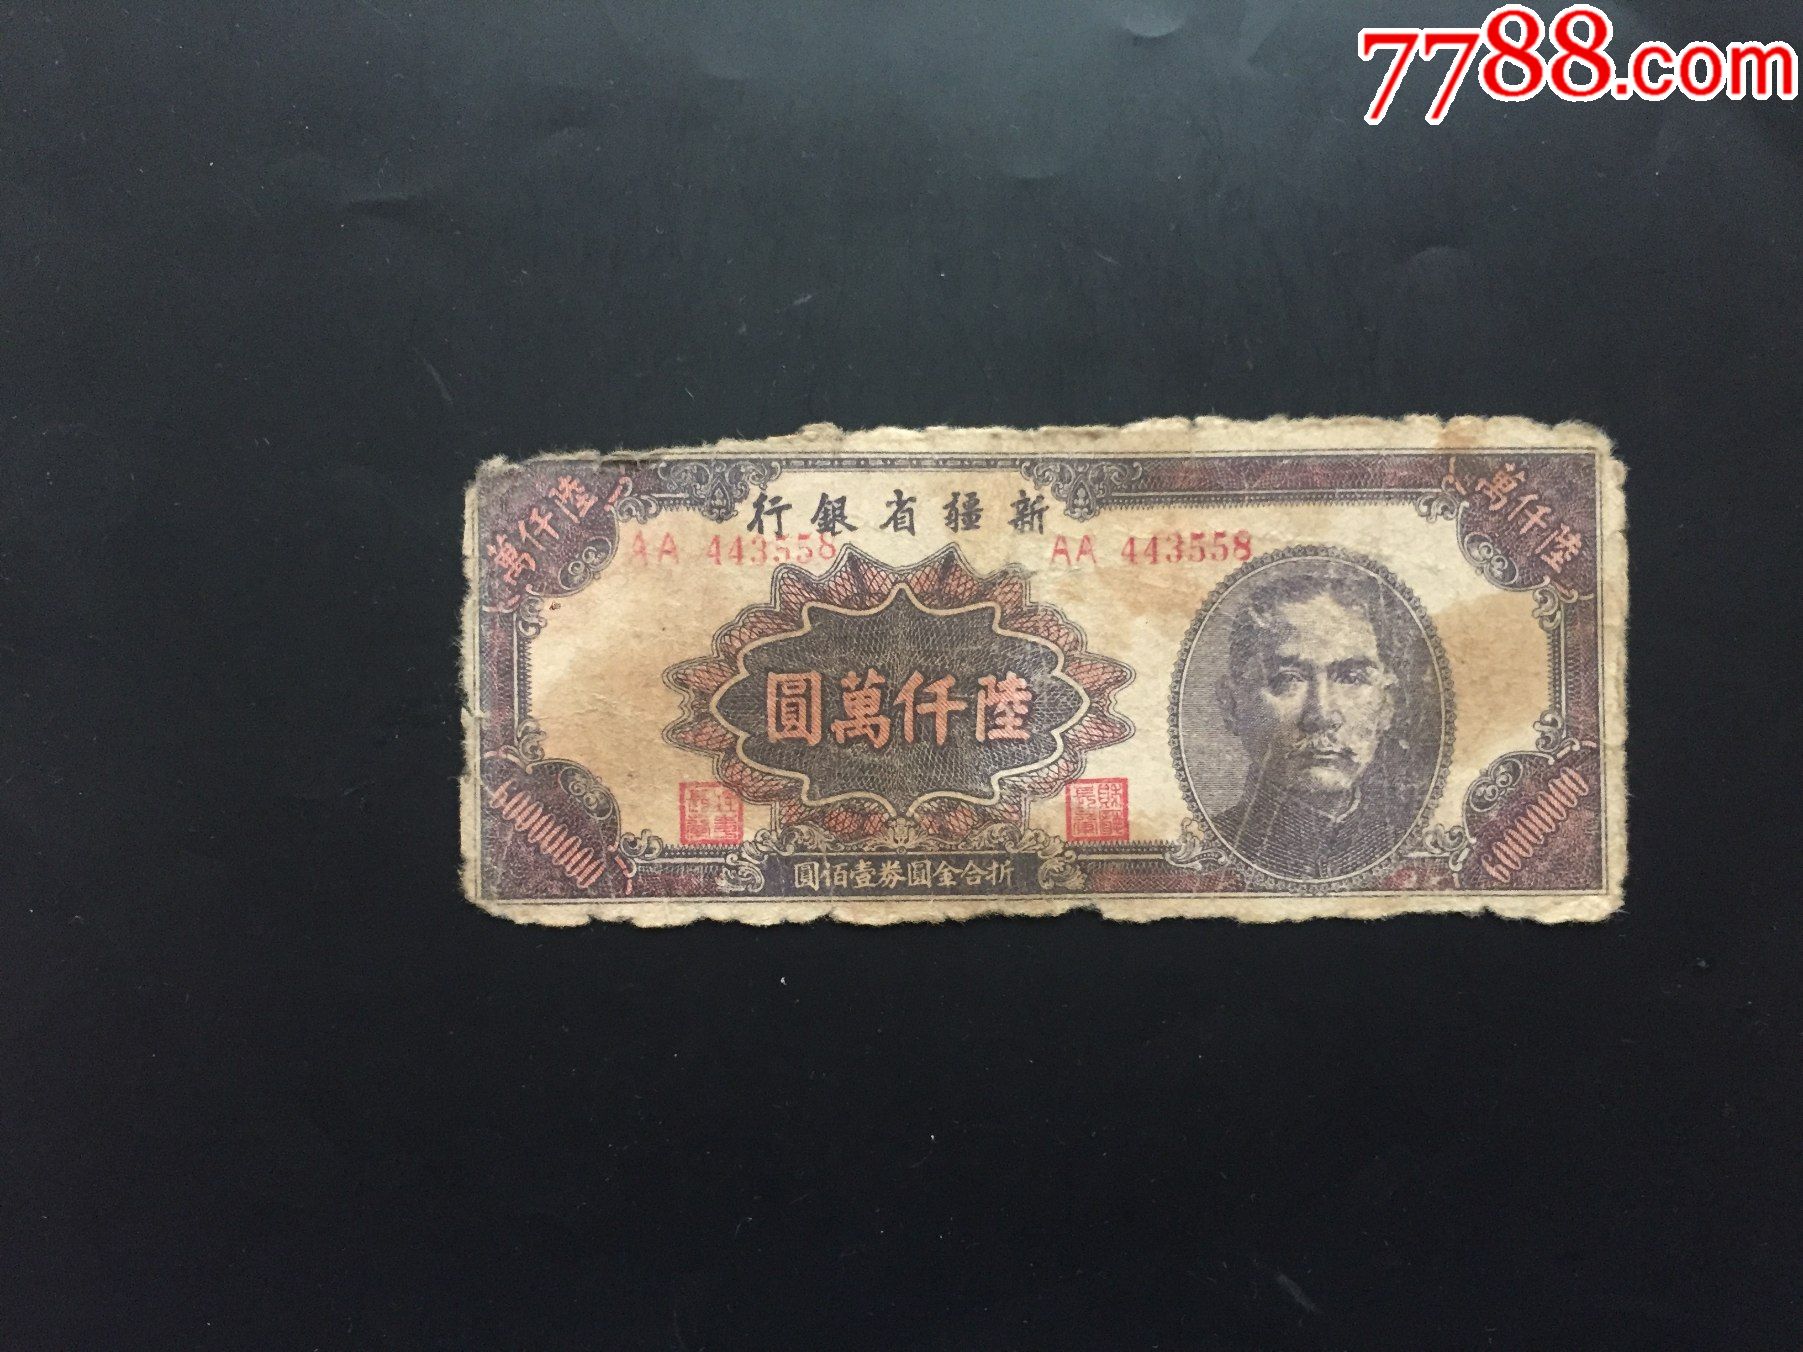 7788.com
新疆省銀行
AA 443558
AA 443558
陸仟萬
陸仟萬
陸仟萬圓
60000000
60000000
折合金圓券壹佰圓